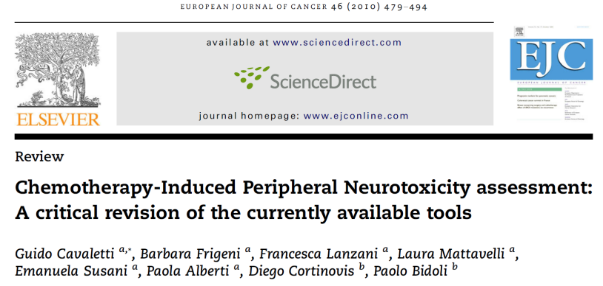 EUROPEAN JOURNAL OF CANCER 46 (2010) 479–494
available at www.sciencedirect.com
ScienceDirect
journal homepage: www.ejconline.com
ELSEVIER
EJC
Review
Chemotherapy-Induced Peripheral Neurotoxicity assessment:
A critical revision of the currently available tools
Guido Cavaletti a,*, Barbara Frigeni a, Francesca Lanzani a, Laura Mattavelli a,
Emanuela Susani a, Paola Alberti a, Diego Cortinovis b, Paolo Bidoli b